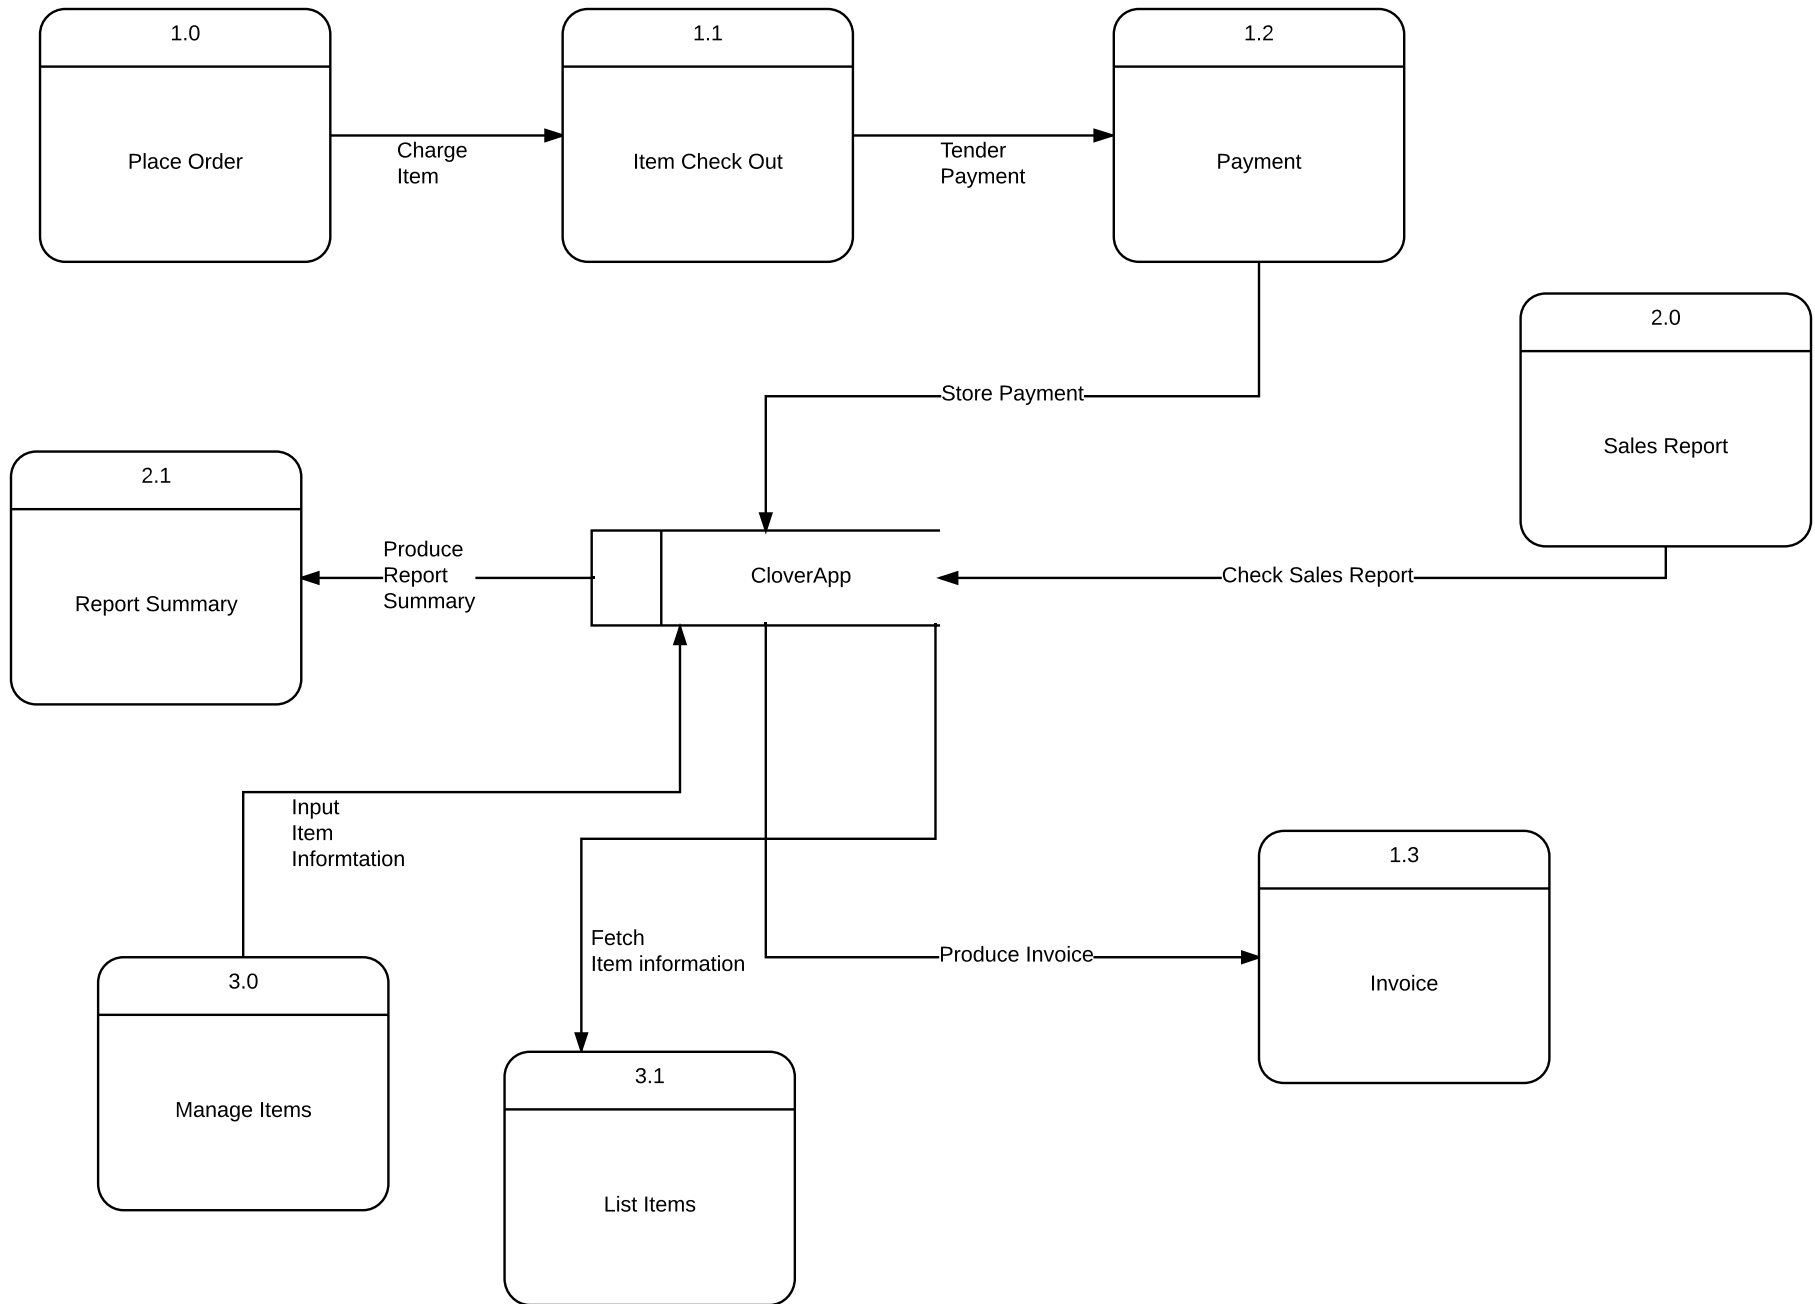 1.0
Place Order
Charge
Item
1.1
Item Check Out
Tender
Payment
1.2
Payment
Store Payment
2.0
Sales Report
Check Sales Report
CloverApp
Produce
Report
Summary
2.1
Report Summary
Input
Item
Informtation
3.0
Manage Items
Fetch
Item information
3.1
List Items
Produce Invoice
1.3
Invoice